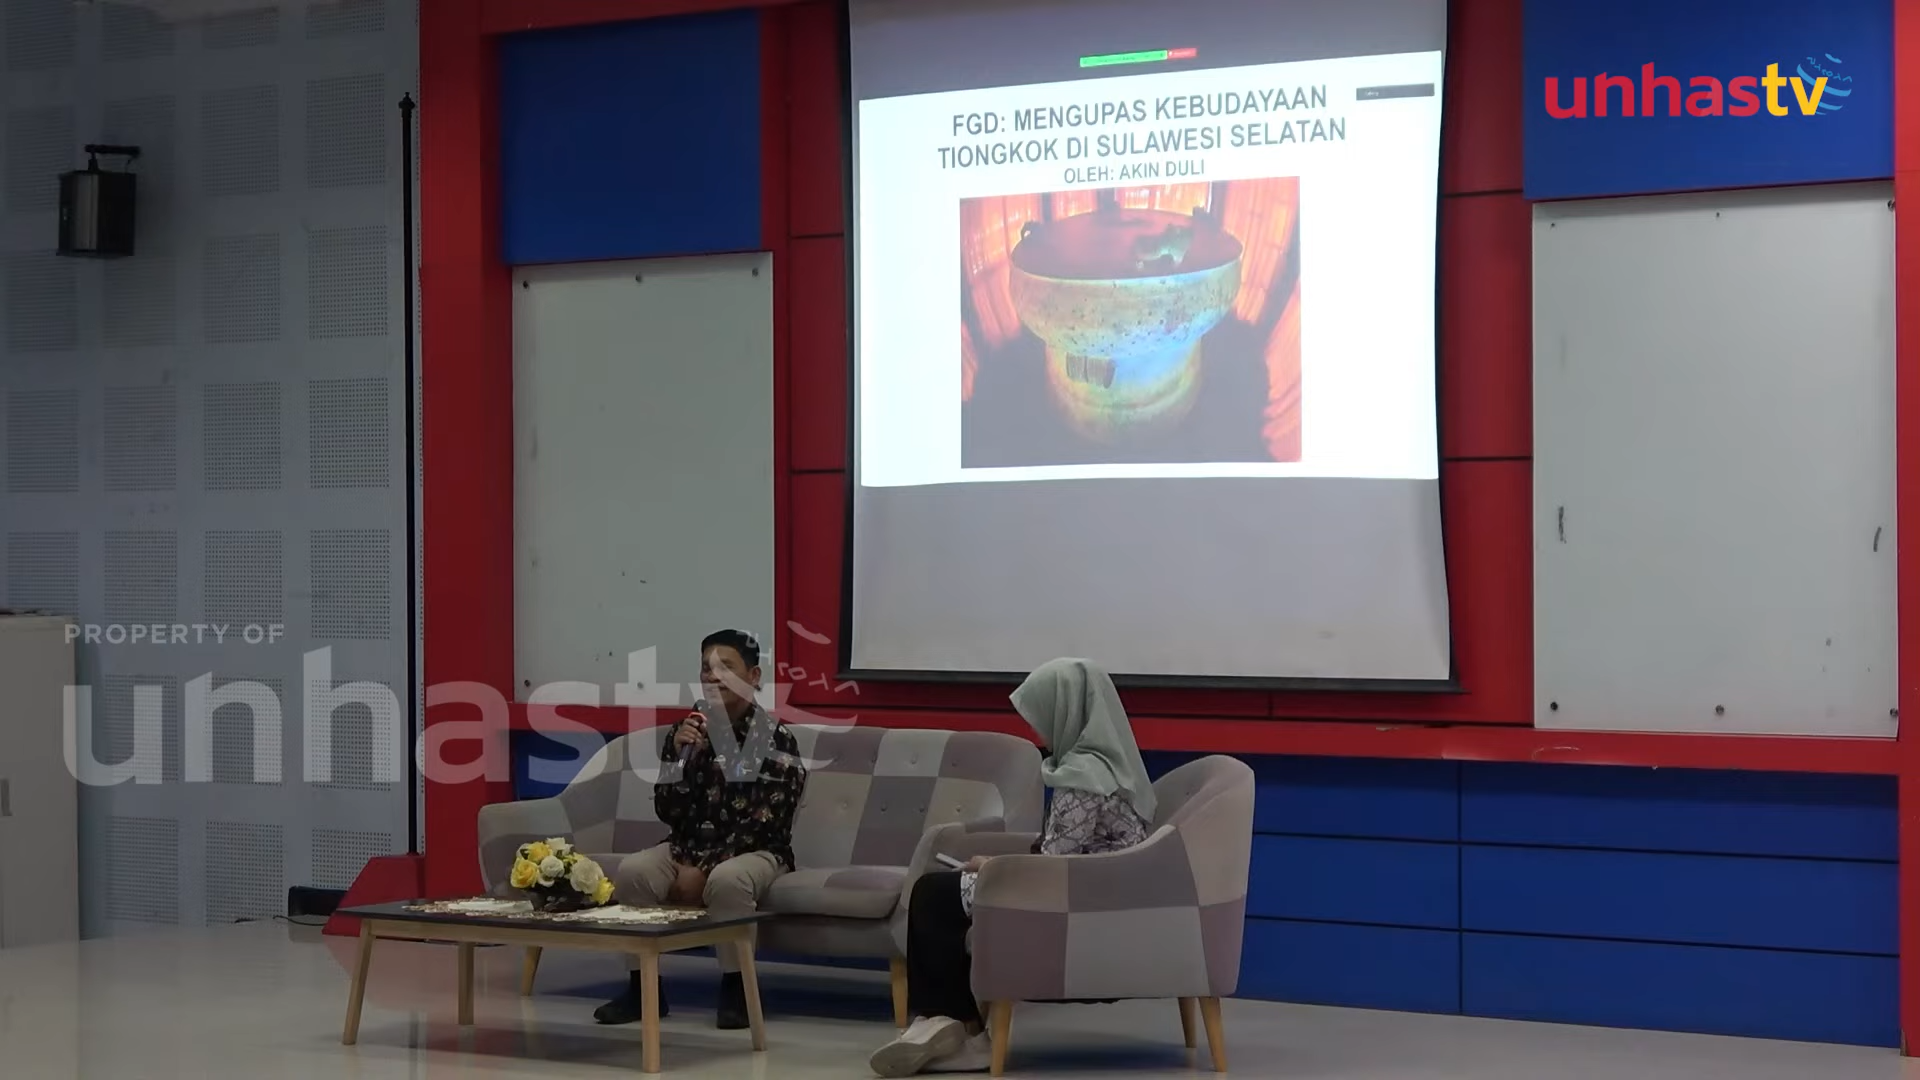 unhastv
FGD: MENGUPAS KEBUDAYAAN
TIONGKOK DI SULAWESI SELATAN
OLEH: AKIN DULI
PROPERTY OF
unhastv